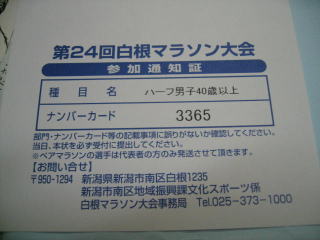 第24回白根マラソン大会
参加通知証
種目名 ハーフ男子40歳以上
ナンバーカード 3365
部門・ナンバーカード等の記載事項に誤りがないか確認してください。
当日、本状を必ず受付に提出してください。
※ペアマラソンの選手は代表者の方のみ発送させて頂きます。
【お問い合せ】
〒950-1294 新潟県新潟市南区白根1235
新潟市南区地域振興課文化スポーツ係
白根マラソン大会事務局 Tel.025-373-1000